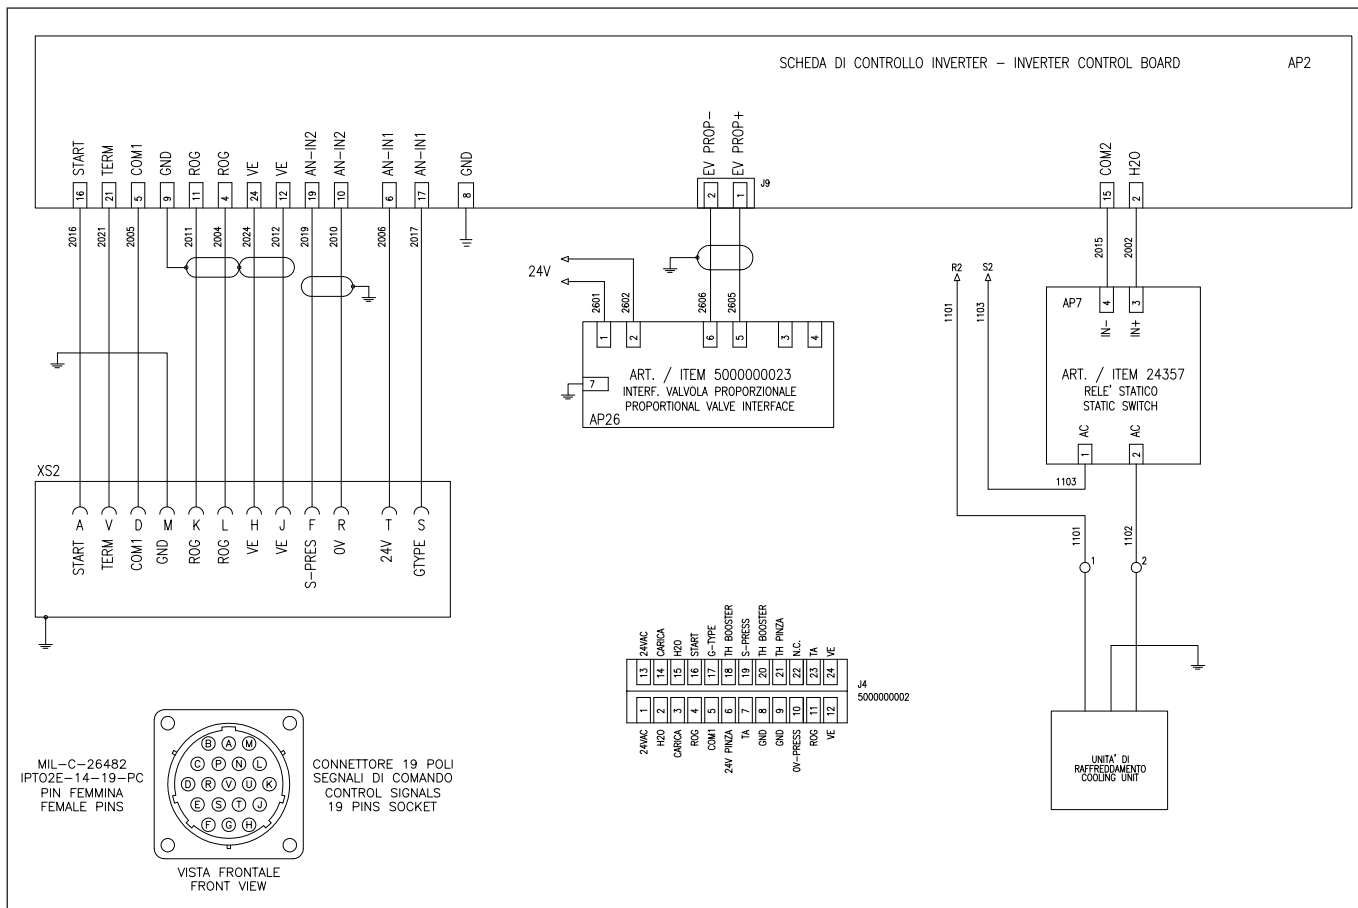 SCHEDA DI CONTROLLO INVERTER – INVERTER CONTROL BOARD AP2
START TERM COM1 GND ROG ROG VE VE AN-IN2 AN-IN2 AN-IN1 AN-IN1 GND EV PROP- EV PROP+ COM2 H2O
J9
16 21 5 9 11 4 24 12 19 10 6 17 8 2 1 15 2
2016 2021 2005 2011 2004 2024 2012 2019 2010 2006 2017 2015 2002
24V
R2 S2
2601 2602 2606 2605
1101 1103
AP7 4 3
IN- IN+
1 2 6 5 3 4
7
ART. / ITEM 5000000023
INTERF. VALVOLA PROPORZIONALE
PROPORTIONAL VALVE INTERFACE
AP26
ART. / ITEM 24357
RELE' STATICO
STATIC SWITCH
AC AC
1 2
1103
1101 1102
1 2
XS2
A V D M K L H J F R T S
START TERM COM1 GND ROG ROG VE VE S-PRES 0V 24V GTYPE
24VAC CARICA H2O START G-TYPE TH BOOSTER S-PRESS TH BOOSTER TH PINZA N.C. TA VE
13 14 15 16 17 18 19 20 21 22 23 24
J4
5000000002
1 2 3 4 5 6 7 8 9 10 11 12
24VAC H2O CARICA ROG COM1 24V PINZA TA GND GND 0V-PRESS ROG VE
UNITA' DI
RAFFREDDAMENTO
COOLING UNIT
MIL-C-26482
IPT02E-14-19-PC
PIN FEMMINA
FEMALE PINS
B A M
C P N L
D R V U K
E S T J
F G H
CONNETTORE 19 POLI
SEGNALI DI COMANDO
CONTROL SIGNALS
19 PINS SOCKET
VISTA FRONTALE
FRONT VIEW